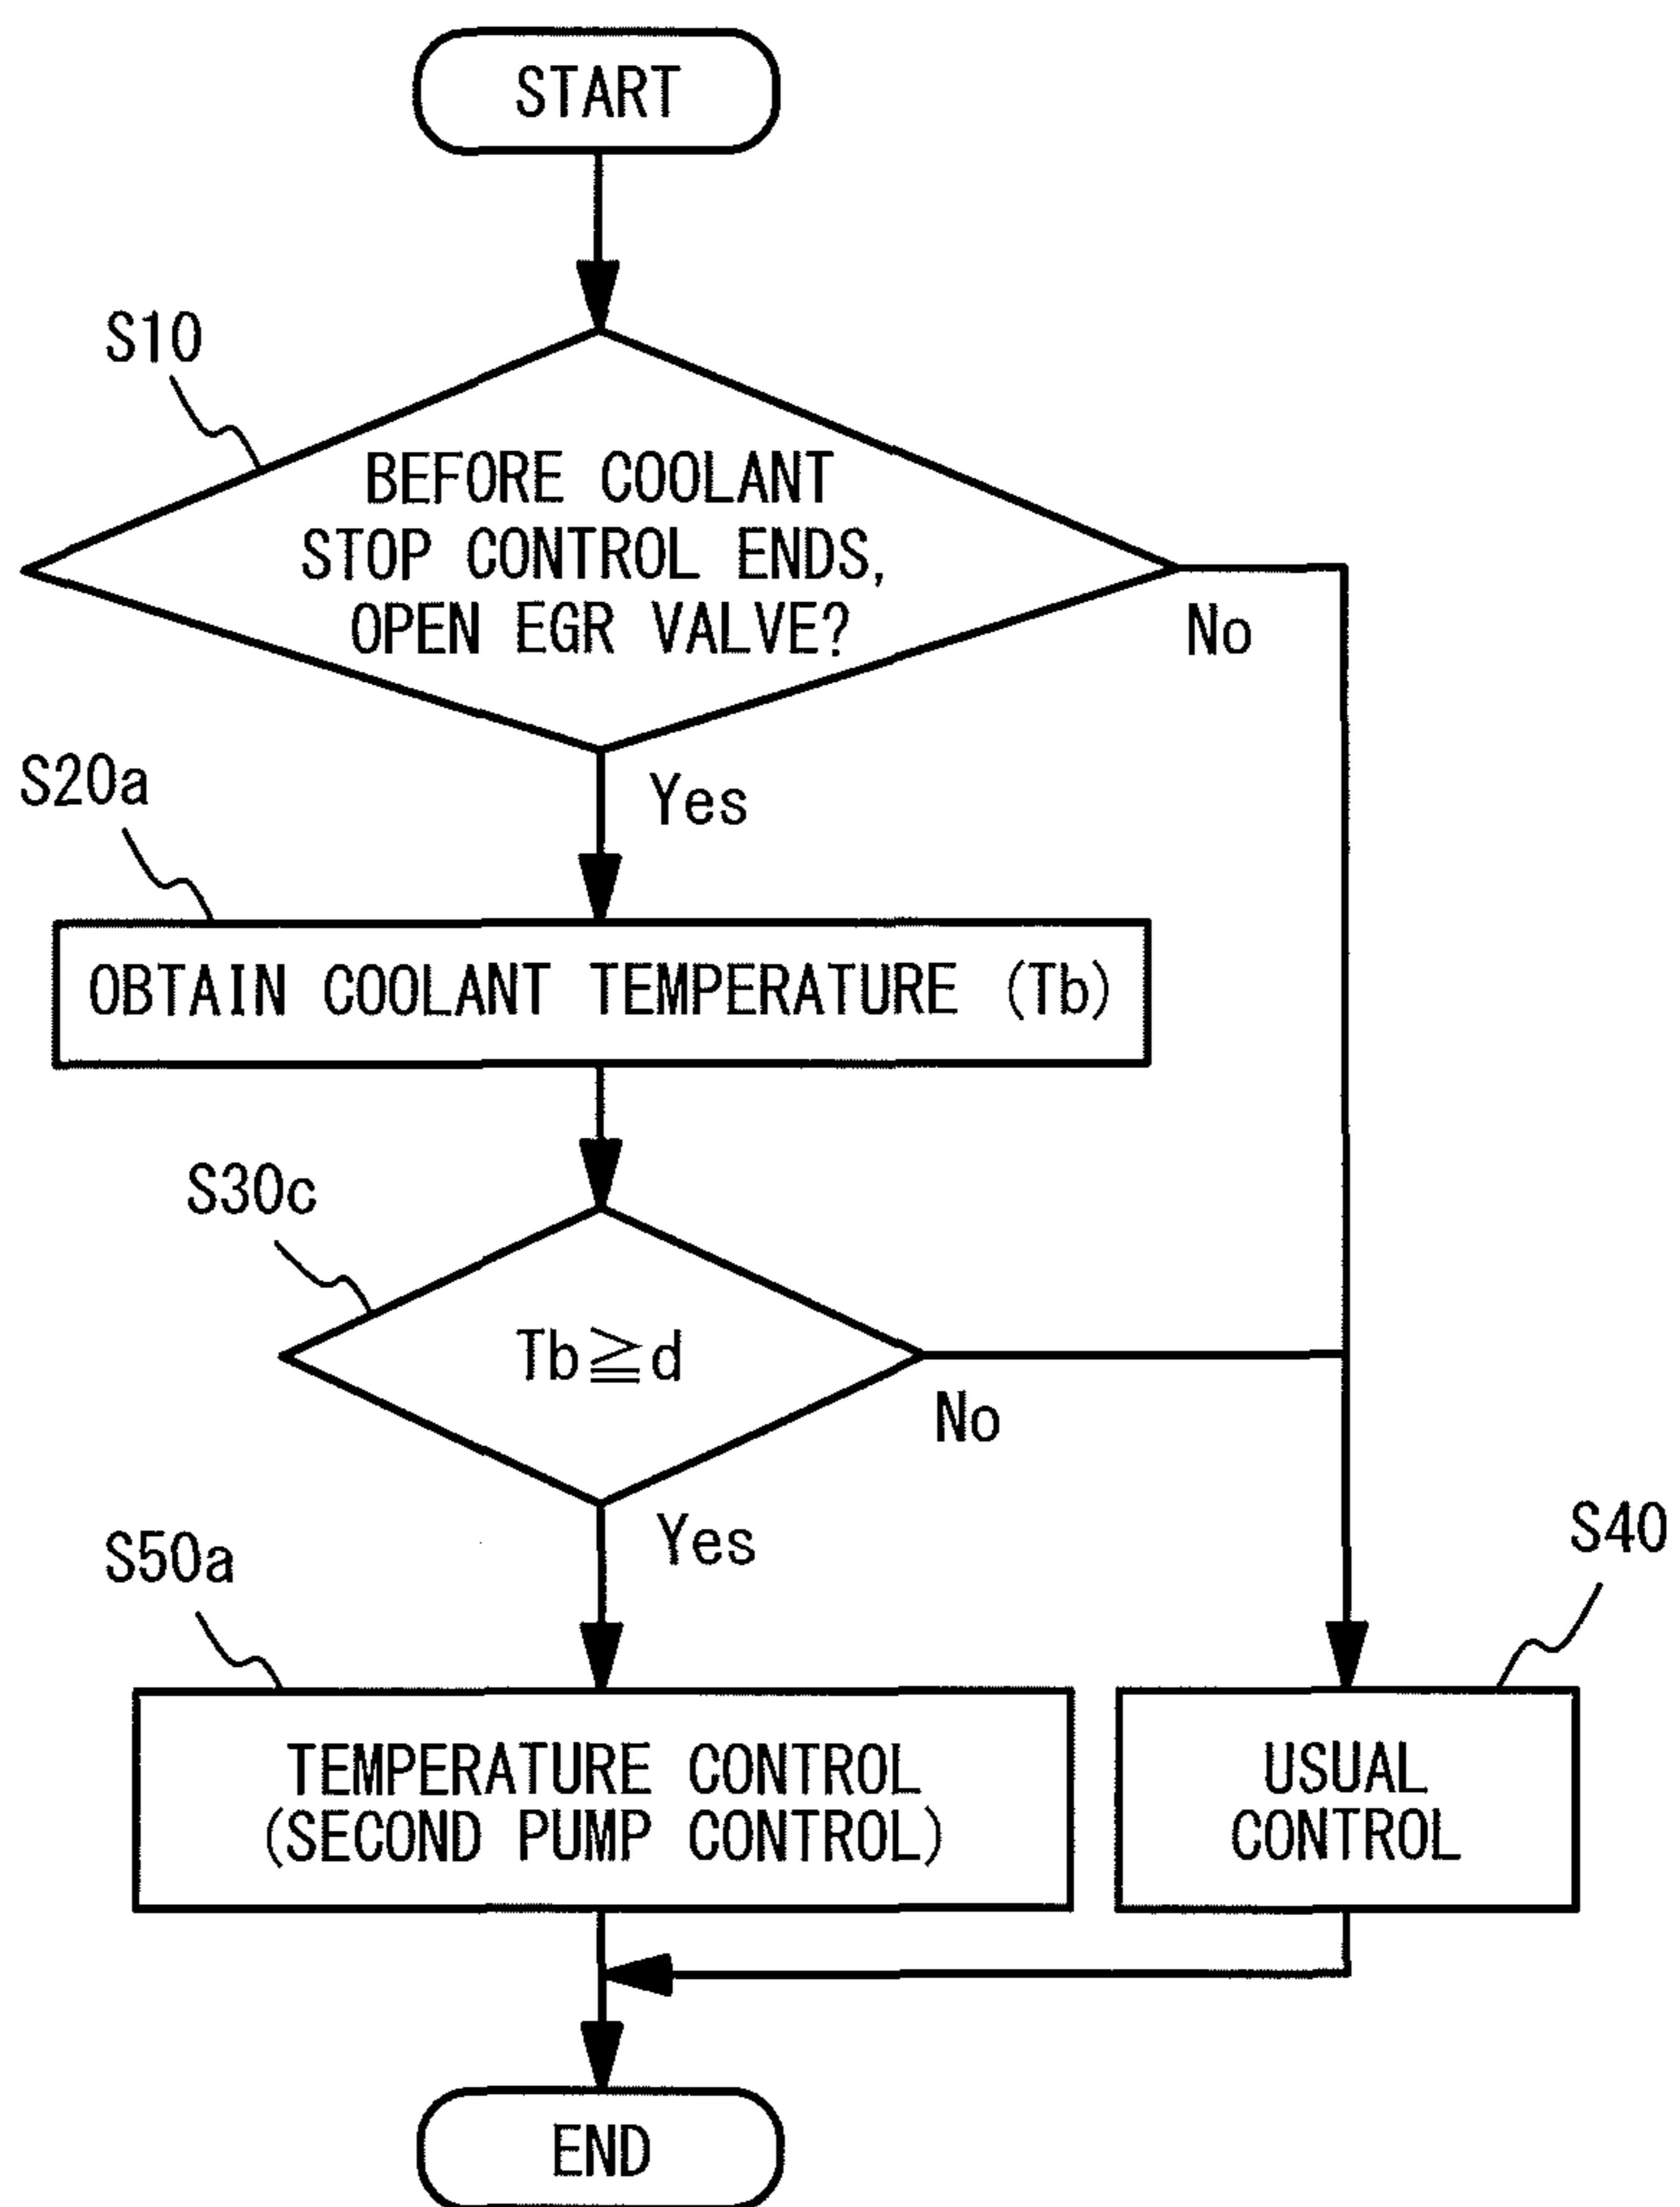 START
S10
BEFORE COOLANT
STOP CONTROL ENDS,
OPEN EGR VALVE?
No
Yes
S20a
OBTAIN COOLANT TEMPERATURE (Tb)
S30c
Tb≧d
No
Yes
S50a
S40
TEMPERATURE CONTROL
(SECOND PUMP CONTROL)
USUAL
CONTROL
END